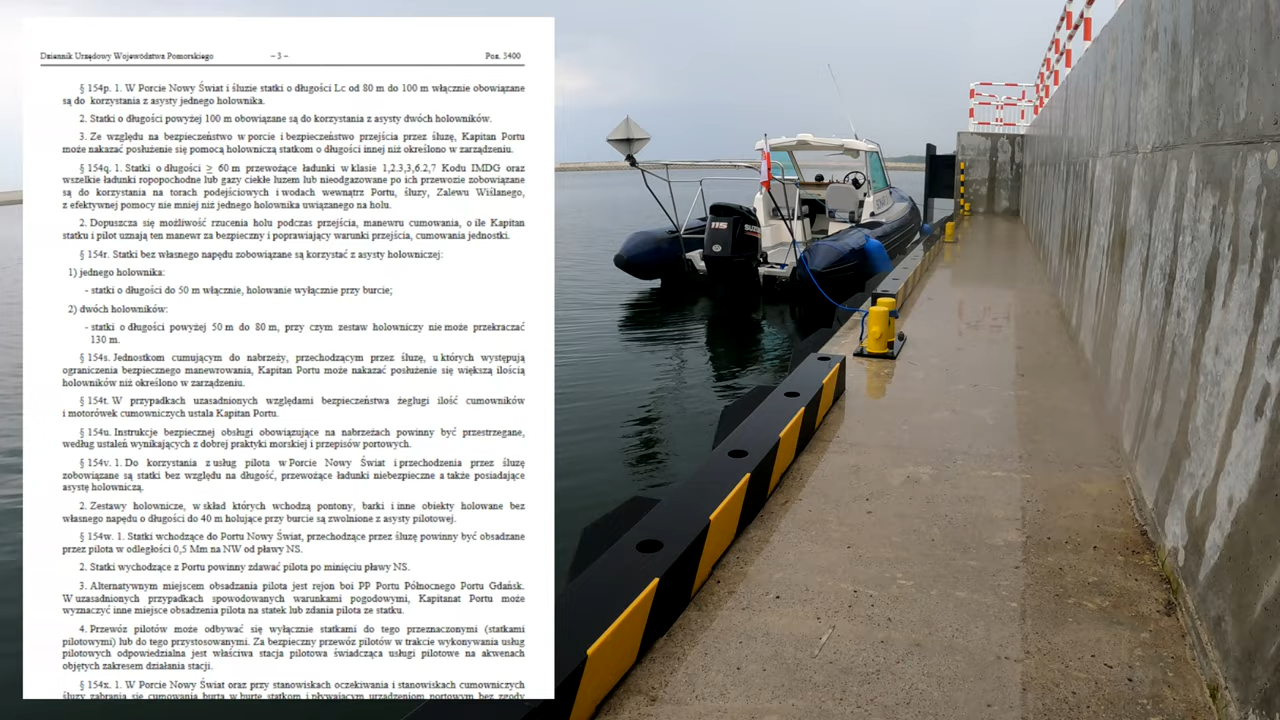 Dziennik Urzędowy Województwa Pomorskiego – 3 – Poz. 5400
§ 154p. 1. W Porcie Nowy Świat i śluzie statki o długości Lc od 80 m do 100 m włącznie obowiązane
są do korzystania z asysty jednego holownika.
2. Statki o długości powyżej 100 m obowiązane są do korzystania z asysty dwóch holowników.
3. Ze względu na bezpieczeństwo w porcie i bezpieczeństwo przejścia przez śluzę, Kapitan Portu
może nakazać posłużenie się pomocą holowniczą statkom o długości innej niż określono w zarządzeniu.
§ 154q. 1. Statki o długości ≥ 60 m przewożące ładunki w klasie 1,2.3,3,6.2,7 Kodu IMDG oraz
wszelkie ładunki ropopochodne lub gazy ciekłe luzem lub nieodgazowane po ich przewozie zobowiązane
są do korzystania na torach podejściowych i wodach wewnątrz Portu, śluzy, Zalewu Wiślanego,
z efektywnej pomocy nie mniej niż jednego holownika uwiązanego na holu.
2. Dopuszcza się możliwość rzucenia holu podczas przejścia, manewru cumowania, o ile Kapitan
statku i pilot uznają ten manewr za bezpieczny i poprawiający warunki przejścia, cumowania jednostki.
§ 154r. Statki bez własnego napędu zobowiązane są korzystać z asysty holowniczej:
1) jednego holownika:
- statki o długości do 50 m włącznie, holowanie wyłącznie przy burcie;
2) dwóch holowników:
- statki o długości powyżej 50 m do 80 m, przy czym zestaw holowniczy nie może przekraczać
130 m.
§ 154s. Jednostkom cumującym do nabrzeży, przechodzącym przez śluzę, u których występują
ograniczenia bezpiecznego manewrowania, Kapitan Portu może nakazać posłużenie się większą ilością
holowników niż określono w zarządzeniu.
§ 154t. W przypadkach uzasadnionych względami bezpieczeństwa żeglugi ilość cumowników
i motorówek cumowniczych ustala Kapitan Portu.
§ 154u. Instrukcje bezpiecznej obsługi obowiązujące na nabrzeżach powinny być przestrzegane,
według ustaleń wynikających z dobrej praktyki morskiej i przepisów portowych.
§ 154v. 1. Do korzystania z usług pilota w Porcie Nowy Świat i przechodzenia przez śluzę
zobowiązane są statki bez względu na długość, przewożące ładunki niebezpieczne a także posiadające
asystę holowniczą.
2. Zestawy holownicze, w skład których wchodzą pontony, barki i inne obiekty holowane bez
własnego napędu o długości do 40 m holujące przy burcie są zwolnione z asysty pilotowej.
§ 154w. 1. Statki wchodzące do Portu Nowy Świat, przechodzące przez śluzę powinny być obsadzane
przez pilota w odległości 0,5 Mm na NW od pławy NS.
2. Statki wychodzące z Portu powinny zdawać pilota po minięciu pławy NS.
3. Alternatywnym miejscem obsadzania pilota jest rejon boi PP Portu Północnego Portu Gdańsk.
W uzasadnionych przypadkach spowodowanych warunkami pogodowymi, Kapitanat Portu może
wyznaczyć inne miejsce obsadzenia pilota na statek lub zdania pilota ze statku.
4. Przewóz pilotów może odbywać się wyłącznie statkami do tego przeznaczonymi (statkami
pilotowymi) lub do tego przystosowanymi. Za bezpieczny przewóz pilotów w trakcie wykonywania usług
pilotowych odpowiedzialna jest właściwa stacja pilotowa świadcząca usługi pilotowe na akwenach
objętych zakresem działania stacji.
§ 154x. 1. W Porcie Nowy Świat oraz przy stanowiskach oczekiwania i stanowiskach cumowniczych
śluzy zabrania się cumowania burta w burtę statkom i pływającym urządzeniom portowym bez zgody
115